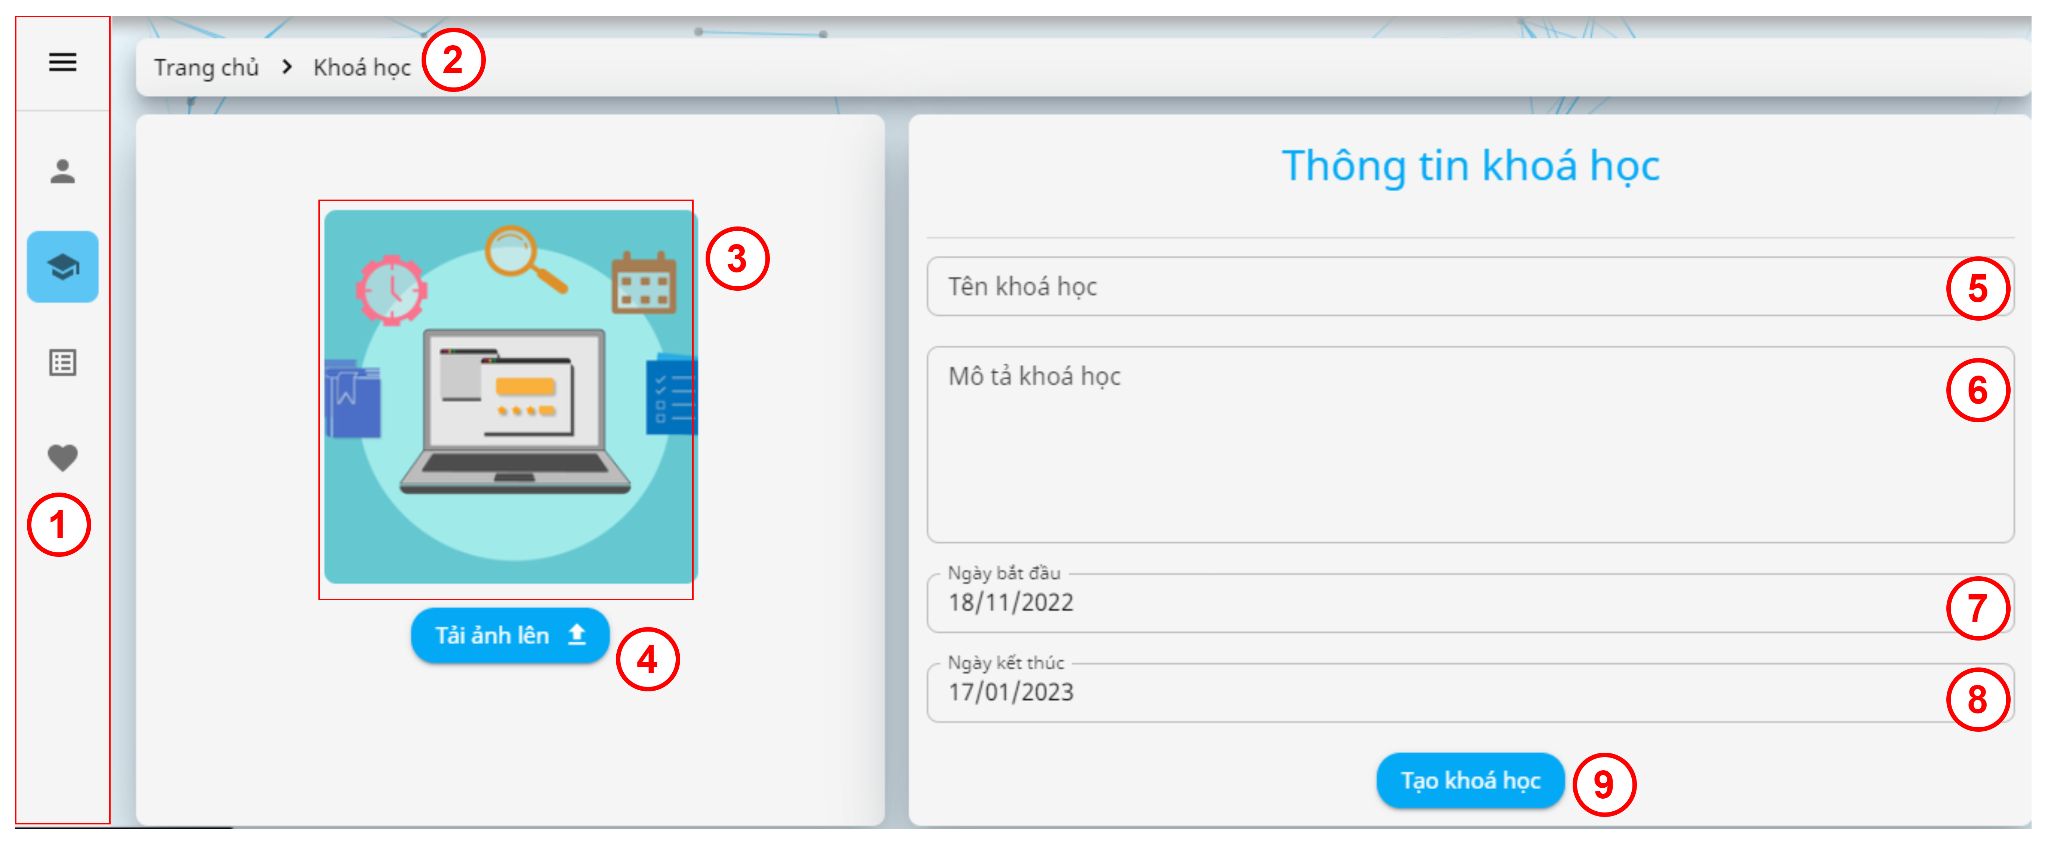 Trang chủ > Khoá học 2
Thông tin khoá học
3
Tên khoá học 5
Mô tả khoá học 6
1
Ngày bắt đầu
18/11/2022 7
Tải ảnh lên 4
Ngày kết thúc
17/01/2023 8
Tạo khoá học 9